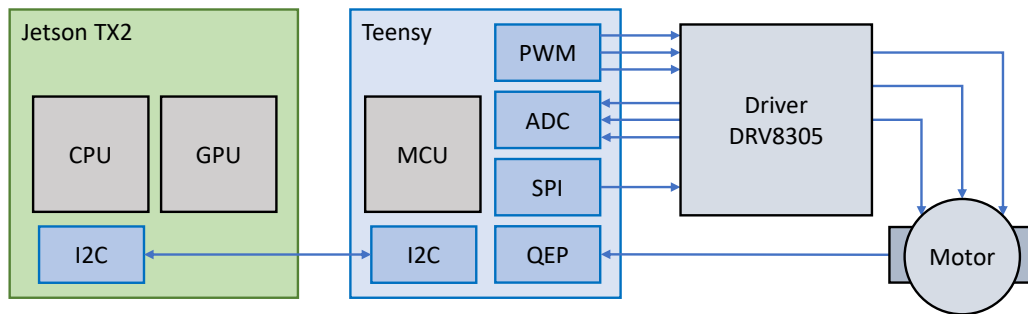 Jetson TX2
CPU
GPU
I2C
Teensy
PWM
ADC
MCU
SPI
I2C
QEP
Driver
DRV8305
Motor